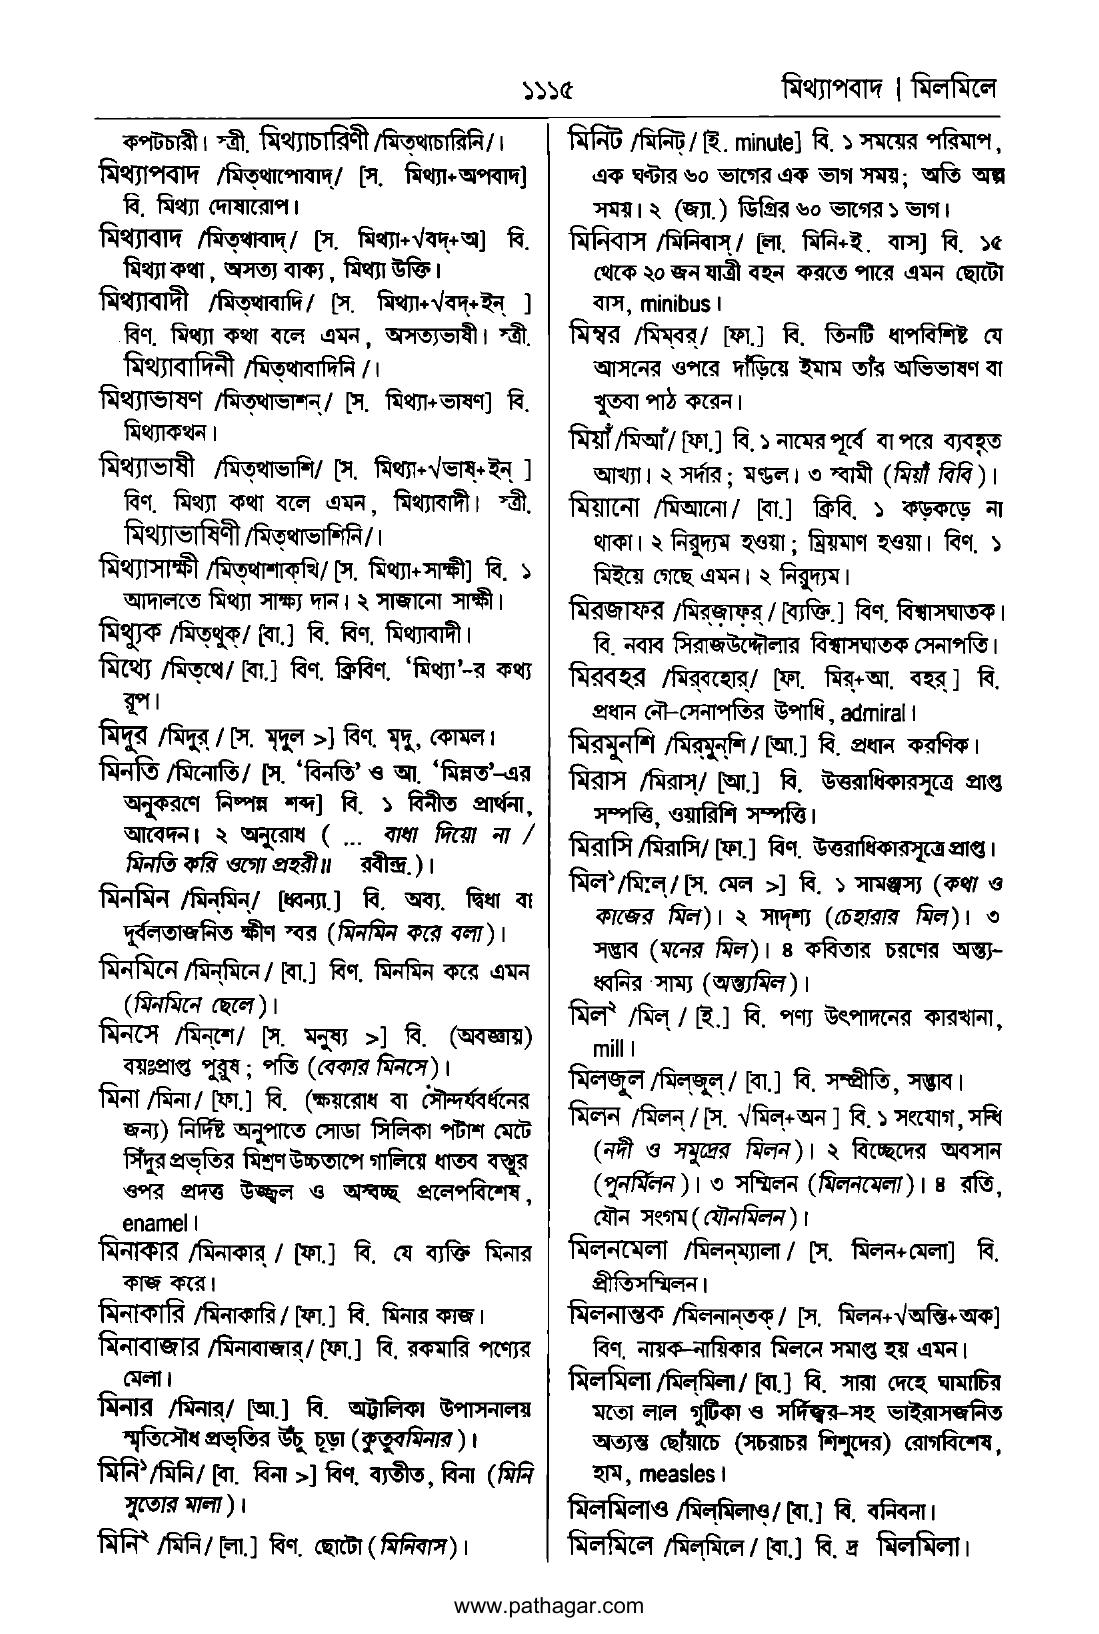 ১১১৫
মিথ্যাপবাদ | মিলমিলে
কপটচারী। স্ত্রী. মিথ্যাচারিণী /মিত্‌থাচারিনি/।
মিথ্যাপবাদ /মিত্‌থাপোবাদ্/ [স. মিথ্যা+অপবাদ]
বি. মিথ্যা দোষারোপ।
মিথ্যাবাদ /মিত্‌থাবাদ্/ [স. মিথ্যা+√বদ্+অ] বি.
মিথ্যা কথা, অসত্য বাক্য, মিথ্যা উক্তি।
মিথ্যাবাদী /মিত্‌থাবাদি/ [স. মিথ্যা+√বদ্+ইন্ ]
বিণ. মিথ্যা কথা বলে এমন, অসত্যভাষী। স্ত্রী.
মিথ্যাবাদিনী /মিত্‌থাবাদিনি/।
মিথ্যাভাষণ /মিত্‌থাভাশন্/ [স. মিথ্যা+ভাষণ] বি.
মিথ্যাকথন।
মিথ্যাভাষী /মিত্‌থাভাশি/ [স. মিথ্যা+√ভাষ্+ইন্ ]
বিণ. মিথ্যা কথা বলে এমন, মিথ্যাবাদী। স্ত্রী.
মিথ্যাভাষিণী /মিত্‌থাভাশিনি/।
মিথ্যাসাক্ষী /মিত্‌থাশাক্‌খি/ [স. মিথ্যা+সাক্ষী] বি. ১
আদালতে মিথ্যা সাক্ষ্য দান। ২ সাজানো সাক্ষী।
মিথ্যুক /মিত্‌থুক্/ [বা.] বি. বিণ. মিথ্যাবাদী।
মিথ্যে /মিত্‌থে/ [বা.] বিণ. ক্রিবিণ. ‘মিথ্যা’-র কথ্য
রূপ।
মিদুর /মিদুর্/ [স. মৃদুল >] বিণ. মৃদু, কোমল।
মিনতি /মিনোতি/ [স. ‘বিনতি’ ও আ. ‘মিন্নত’-এর
অনুকরণে নিষ্পন্ন শব্দ] বি. ১ বিনীত প্রার্থনা,
আবেদন। ২ অনুরোধ ( ... বাধা দিয়ো না /
মিনতি করি ওগো প্রহরী॥ রবীন্দ্র.)।
মিনমিন /মিন্‌মিন্/ [ধ্বন্যা.] বি. অব্য. দ্বিধা বা
দুর্বলতাজনিত ক্ষীণ স্বর (মিনমিন করে বলা)।
মিনমিনে /মিন্‌মিনে/ [বা.] বিণ. মিনমিন করে এমন
(মিনমিনে ছেলে)।
মিনসে /মিন্‌শে/ [স. মনুষ্য >] বি. (অবজ্ঞায়)
বয়ঃপ্রাপ্ত পুরুষ; পতি (বেকার মিনসে)।
মিনা /মিনা/ [ফা.] বি. (ক্ষয়রোধ বা সৌন্দর্যবর্ধনের
জন্য) নির্দিষ্ট অনুপাতে সোডা সিলিকা পটাশ মেটে
সিঁদুর প্রভৃতির মিশ্রণ উচ্চতাপে গালিয়ে ধাতব বস্তুর
ওপর প্রদত্ত উজ্জ্বল ও অস্বচ্ছ প্রলেপবিশেষ,
enamel।
মিনাকার /মিনাকার্ / [ফা.] বি. যে ব্যক্তি মিনার
কাজ করে।
মিনাকারি /মিনাকারি/ [ফা.] বি. মিনার কাজ।
মিনাবাজার /মিনাবাজার্/ [ফা.] বি. রকমারি পণ্যের
মেলা।
মিনার /মিনার্/ [আ.] বি. অট্টালিকা উপাসনালয়
স্মৃতিসৌধ প্রভৃতির উঁচু চূড়া (কুতুবমিনার)।
মিনি১ /মিনি/ [বা. বিনা >] বিণ. ব্যতীত, বিনা (মিনি
সুতোর মালা)।
মিনি২ /মিনি/ [লা.] বিণ. ছোটো (মিনিবাস)।
মিনিট /মিনিট্/ [ই. minute] বি. ১ সময়ের পরিমাপ,
এক ঘণ্টার ৬০ ভাগের এক ভাগ সময়; অতি অল্প
সময়। ২ (জ্যা.) ডিগ্রির ৬০ ভাগের ১ ভাগ।
মিনিবাস /মিনিবাস্/ [লা. মিনি+ই. বাস] বি. ১৫
থেকে ২০ জন যাত্রী বহন করতে পারে এমন ছোটো
বাস, minibus।
মিম্বর /মিম্‌বর্/ [ফা.] বি. তিনটি ধাপবিশিষ্ট যে
আসনের ওপরে দাঁড়িয়ে ইমাম তাঁর অভিভাষণ বা
খুতবা পাঠ করেন।
মিয়াঁ /মিআঁ/ [ফা.] বি. ১ নামের পূর্বে বা পরে ব্যবহৃত
আখ্যা। ২ সর্দার; মণ্ডল। ৩ স্বামী (মিয়াঁ বিবি)।
মিয়ানো /মিআনো/ [বা.] ক্রিবি. ১ কড়কড়ে না
থাকা। ২ নিরুদ্যম হওয়া; ম্রিয়মাণ হওয়া। বিণ. ১
মিইয়ে গেছে এমন। ২ নিরুদ্যম।
মিরজাফর /মির্‌জ়াফ়র্/ [ব্যক্তি.] বিণ. বিশ্বাসঘাতক।
বি. নবাব সিরাজউদ্দৌলার বিশ্বাসঘাতক সেনাপতি।
মিরবহর /মির্‌বহোর্/ [ফা. মির্+আ. বহর্ ] বি.
প্রধান নৌ-সেনাপতির উপাধি, admiral।
মিরমুনশি /মির্‌মুন্‌শি/ [আ.] বি. প্রধান করণিক।
মিরাস /মিরাস্/ [আ.] বি. উত্তরাধিকারসূত্রে প্রাপ্ত
সম্পত্তি, ওয়ারিশি সম্পত্তি।
মিরাসি /মিরাসি/ [ফা.] বিণ. উত্তরাধিকারসূত্রে প্রাপ্ত।
মিল১ /মিল্/ [স. মেল >] বি. ১ সামঞ্জস্য (কথা ও
কাজের মিল)। ২ সাদৃশ্য (চেহারার মিল)। ৩
সদ্ভাব (মনের মিল)। ৪ কবিতার চরণের অন্ত্য-
ধ্বনির সাম্য (অন্ত্যমিল)।
মিল২ /মিল্ / [ই.] বি. পণ্য উৎপাদনের কারখানা,
mill।
মিলজুল /মিল্‌জুল্/ [বা.] বি. সম্প্রীতি, সদ্ভাব।
মিলন /মিলন্/ [স. √মিল্+অন ] বি. ১ সংযোগ, সন্ধি
(নদী ও সমুদ্রের মিলন)। ২ বিচ্ছেদের অবসান
(পুনর্মিলন)। ৩ সম্মিলন (মিলনমেলা)। ৪ রতি,
যৌন সংগম (যৌনমিলন)।
মিলনমেলা /মিলন্‌ম্যালা/ [স. মিলন+মেলা] বি.
প্রীতিসম্মিলন।
মিলনান্তক /মিলনান্‌তক্/ [স. মিলন+√অন্তি+অক]
বিণ. নায়ক-নায়িকার মিলনে সমাপ্ত হয় এমন।
মিলমিলা /মিল্‌মিলা/ [বা.] বি. সারা দেহে ঘামাচির
মতো লাল গুটিকা ও সর্দিজ্বর-সহ ভাইরাসজনিত
অত্যন্ত ছোঁয়াচে (সচরাচর শিশুদের) রোগবিশেষ,
হাম, measles।
মিলমিলাও /মিল্‌মিলাও্/ [বা.] বি. বনিবনা।
মিলমিলে /মিল্‌মিলে/ [বা.] বি. দ্র মিলমিলা।
www.pathagar.com